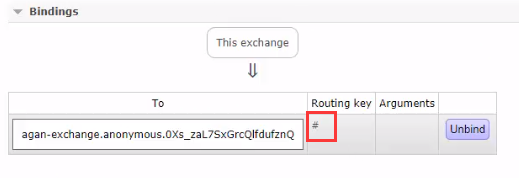 Bindings
This exchange
To Routing key Arguments
agan-exchange.anonymous.0Xs_zaL7SxGrcQlfdufznQ # Unbind